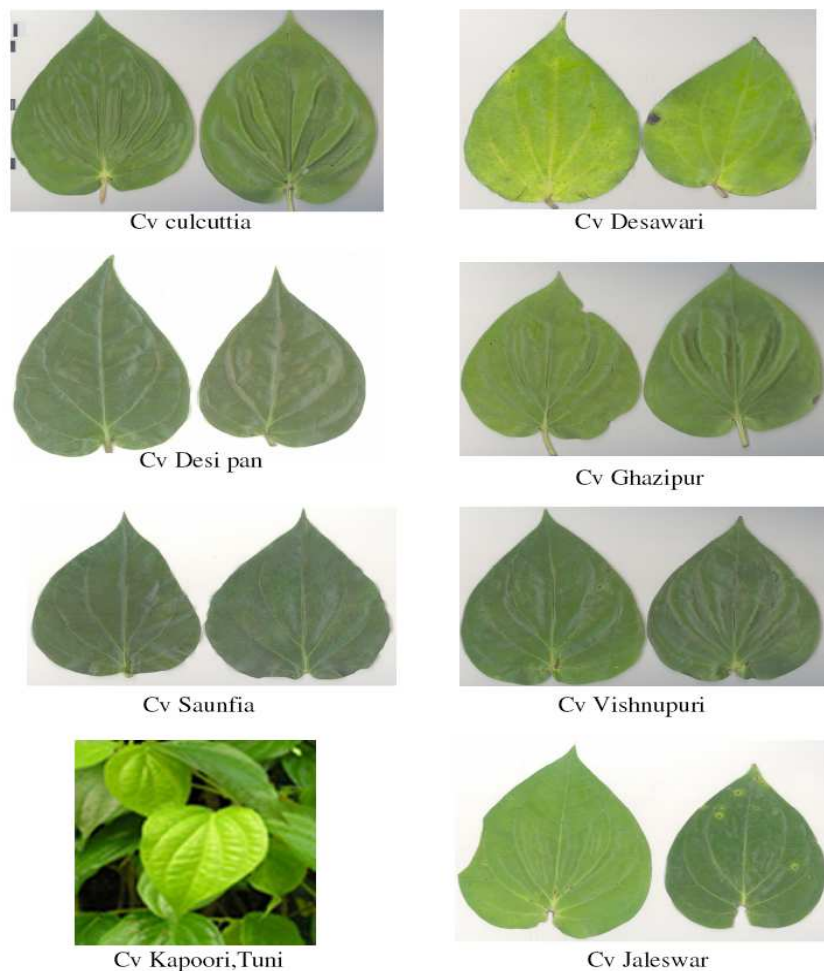 Cv culcuttia
Cv Desawari
Cv Desi pan
Cv Ghazipur
Cv Saunfia
Cv Vishnupuri
Cv Kapoori,Tuni
Cv Jaleswar